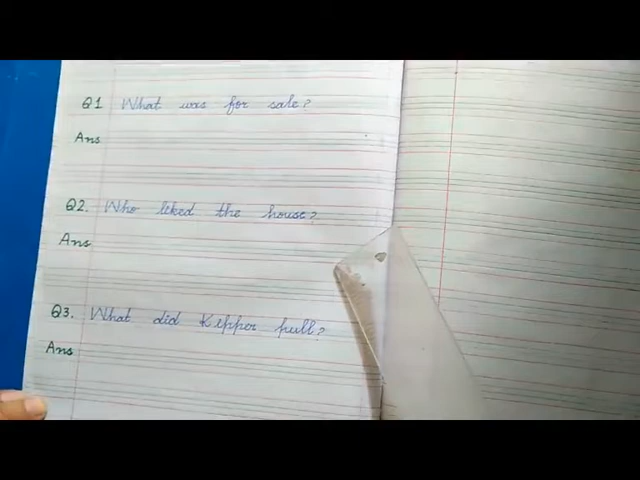 Q1 What was for sale?
Ans
Q2. Who liked the house?
Ans
Q3. What did Kipper pull?
Ans